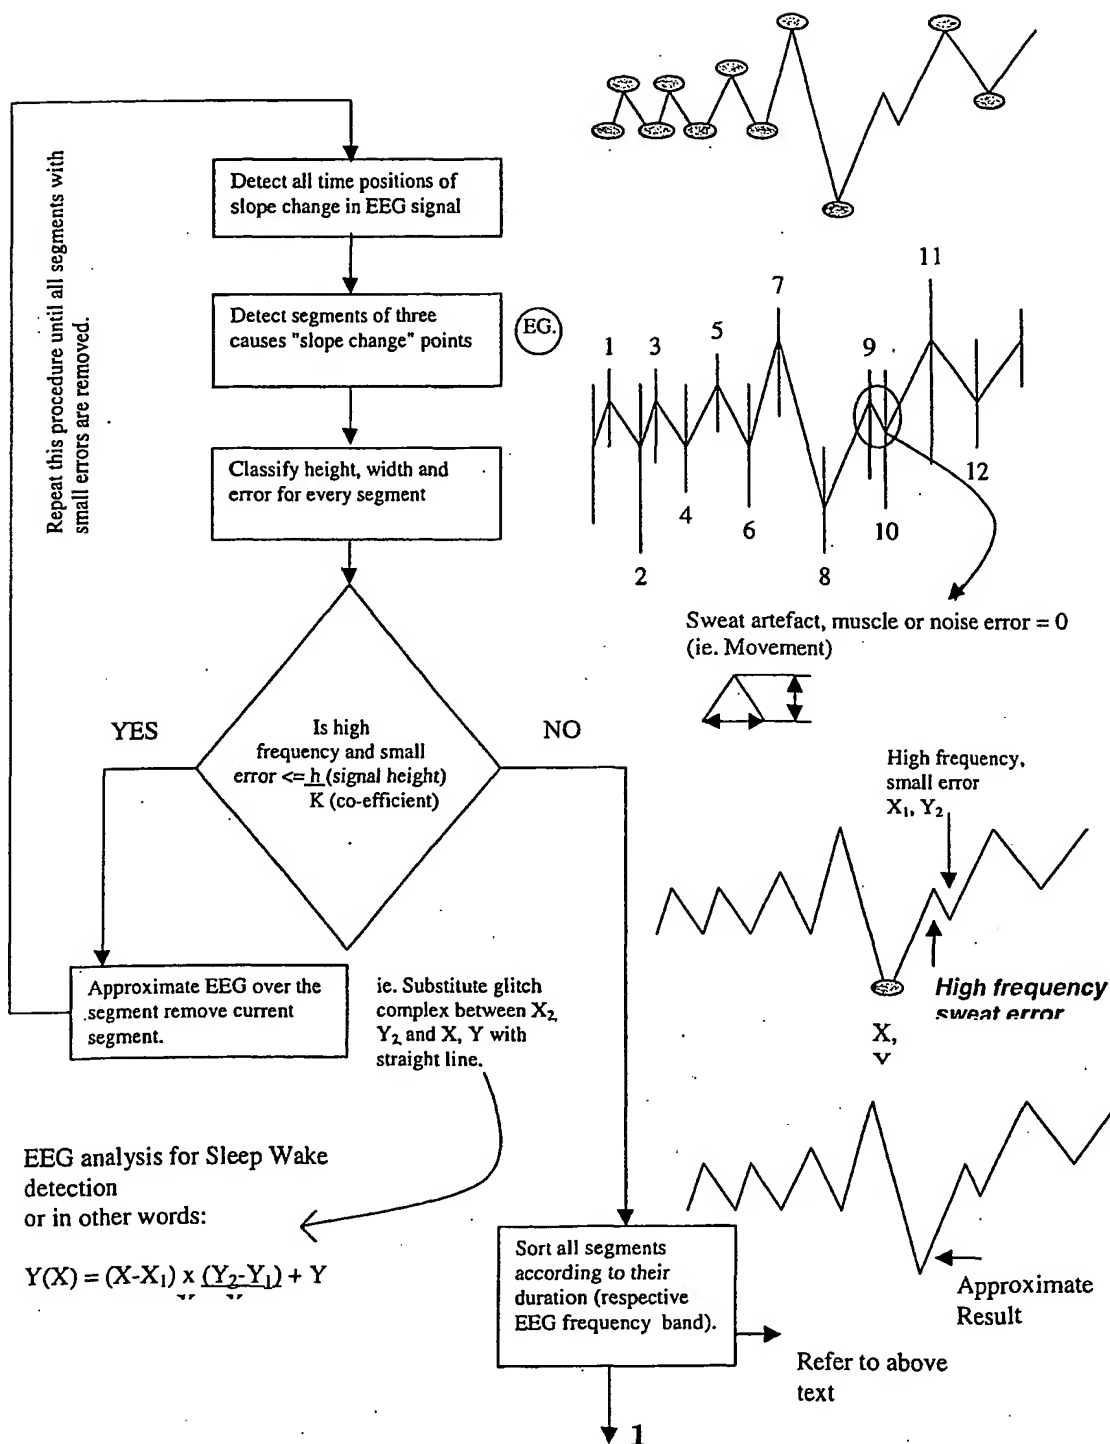 Repeat this procedure until all segments with
small errors are removed.
Detect all time positions of
slope change in EEG signal
Detect segments of three
causes "slope change" points
EG.
Classify height, width and
error for every segment
1
2
3
4
5
6
7
8
9
10
11
12
Sweat artefact, muscle or noise error = 0
(ie. Movement)
YES
Is high
frequency and small
error <= h (signal height)
K (co-efficient)
NO
High frequency,
small error
X₁, Y₂
High frequency
sweat error
X,
Y
Approximate EEG over the
segment remove current
segment.
ie. Substitute glitch
complex between X₂,
Y₂ and X, Y with
straight line.
EEG analysis for Sleep Wake
detection
or in other words:
Y(X) = (X-X₁) x (Y₂-Y₁) + Y
Sort all segments
according to their
duration (respective
EEG frequency band).
Approximate
Result
Refer to above
text
1